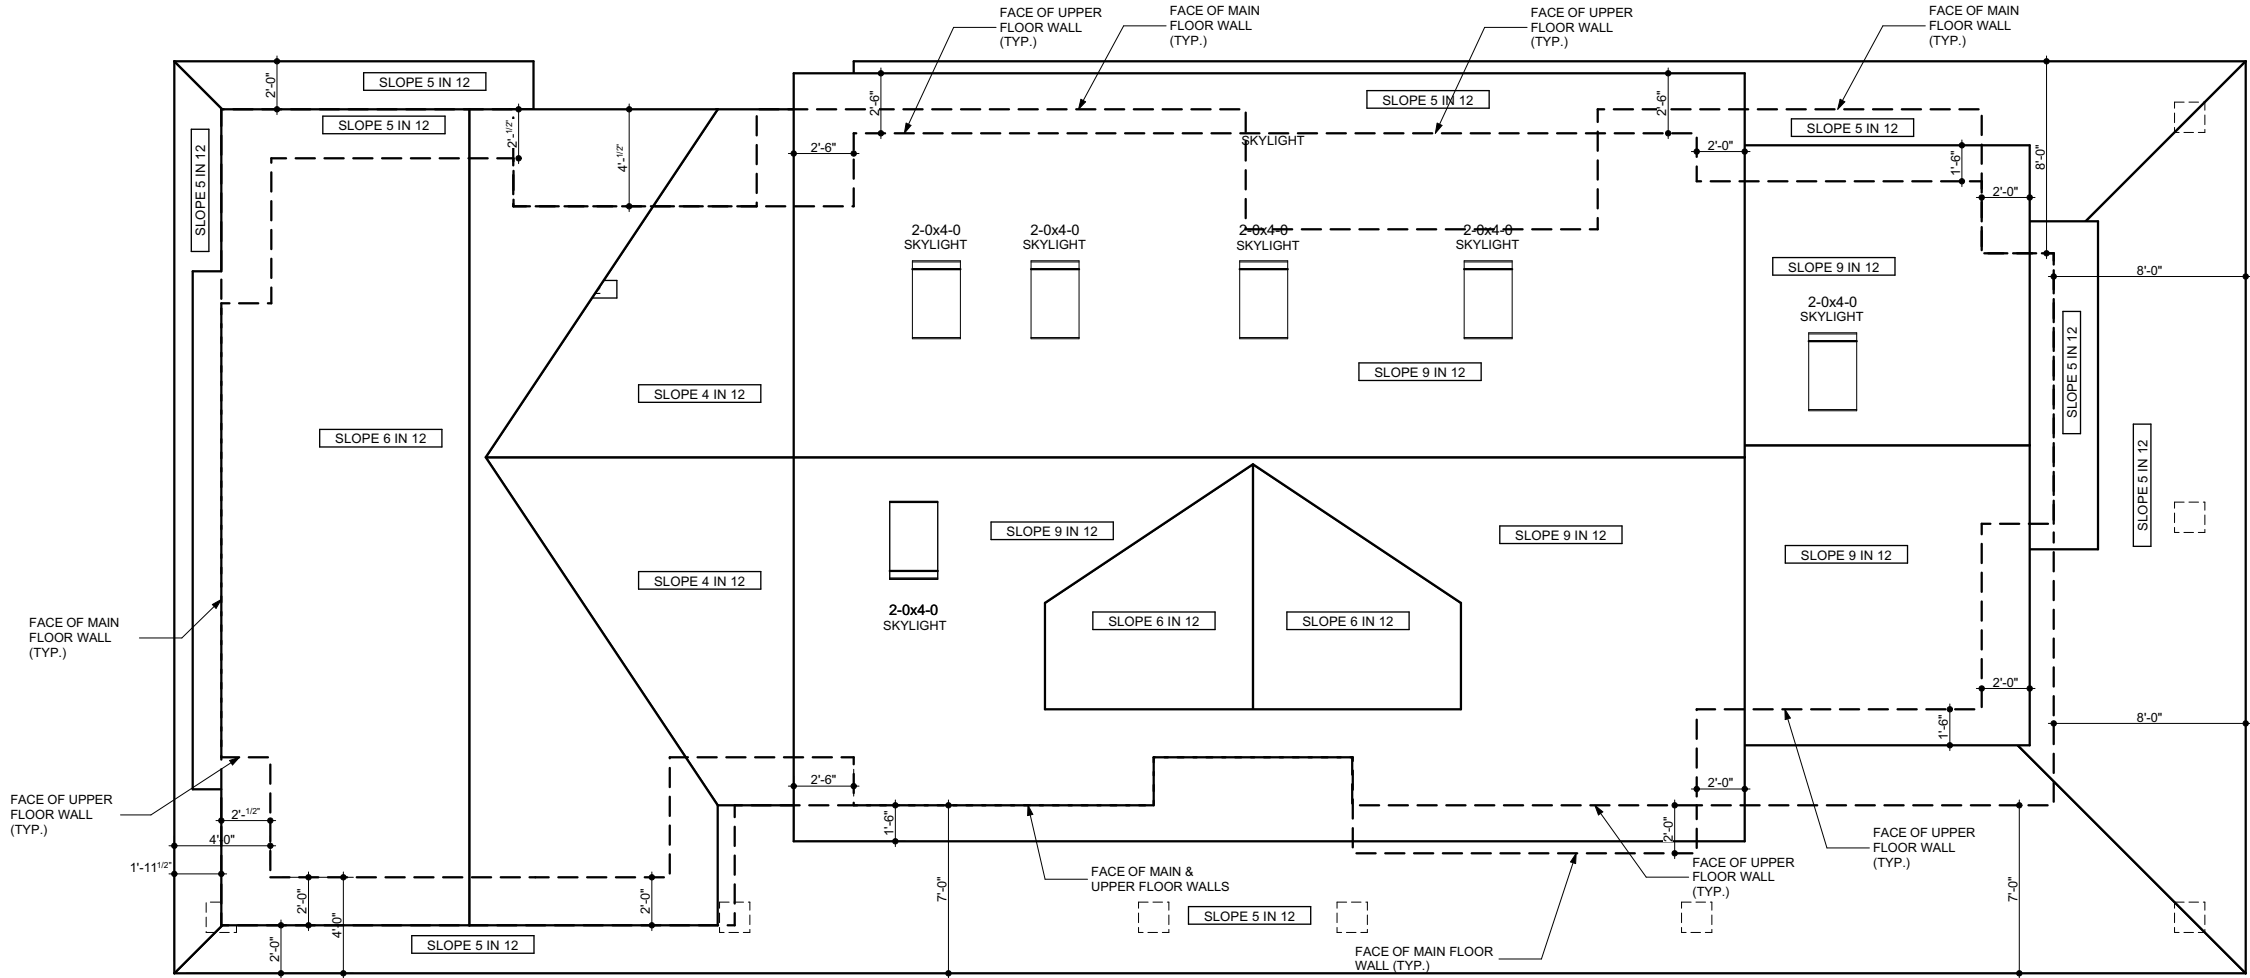 FACE OF UPPER
FLOOR WALL
(TYP.)
FACE OF MAIN
FLOOR WALL
(TYP.)
FACE OF UPPER
FLOOR WALL
(TYP.)
FACE OF MAIN
FLOOR WALL
(TYP.)
2'-0"
SLOPE 5 IN 12
SLOPE 5 IN 12
2'-1/2"
4'-1/2"
2'-6"
2'-6"
SLOPE 5 IN 12
2'-6"
SKYLIGHT
2'-0"
SLOPE 5 IN 12
1'-6"
8'-0"
2'-0"
SLOPE 5 IN 12
2-0x4-0
SKYLIGHT
2-0x4-0
SKYLIGHT
2-0x4-0
SKYLIGHT
2-0x4-0
SKYLIGHT
SLOPE 9 IN 12
8'-0"
2-0x4-0
SKYLIGHT
SLOPE 4 IN 12
SLOPE 9 IN 12
SLOPE 5 IN 12
SLOPE 6 IN 12
SLOPE 5 IN 12
SLOPE 9 IN 12
SLOPE 9 IN 12
SLOPE 9 IN 12
SLOPE 4 IN 12
2-0x4-0
SKYLIGHT
SLOPE 6 IN 12
SLOPE 6 IN 12
FACE OF MAIN
FLOOR WALL
(TYP.)
2'-0"
1'-6"
8'-0"
2'-6"
2'-0"
FACE OF UPPER
FLOOR WALL
(TYP.)
2'-1/2"
4'-0"
1'-11 1/2"
1'-6"
2'-0"
FACE OF UPPER
FLOOR WALL
(TYP.)
FACE OF MAIN &
UPPER FLOOR WALLS
FACE OF UPPER
FLOOR WALL
(TYP.)
2'-0"
4'-0"
2'-0"
7'-0"
7'-0"
SLOPE 5 IN 12
2'-0"
SLOPE 5 IN 12
FACE OF MAIN FLOOR
WALL (TYP.)